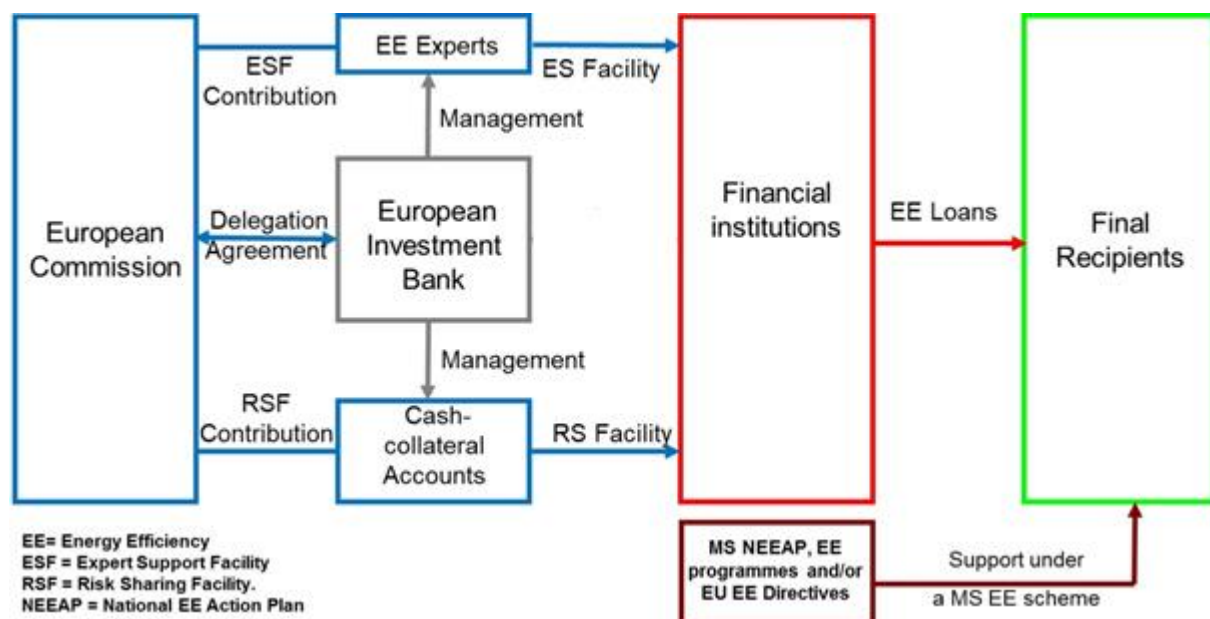 European
Commission
ESF
Contribution
Delegation
Agreement
RSF
Contribution
EE Experts
Management
European
Investment
Bank
Management
Cash-
collateral
Accounts
ES Facility
RS Facility
Financial
institutions
EE Loans
Final
Recipients
EE= Energy Efficiency
ESF = Expert Support Facility
RSF = Risk Sharing Facility.
NEEAP = National EE Action Plan
MS NEEAP, EE
programmes and/or
EU EE Directives
Support under
a MS EE scheme